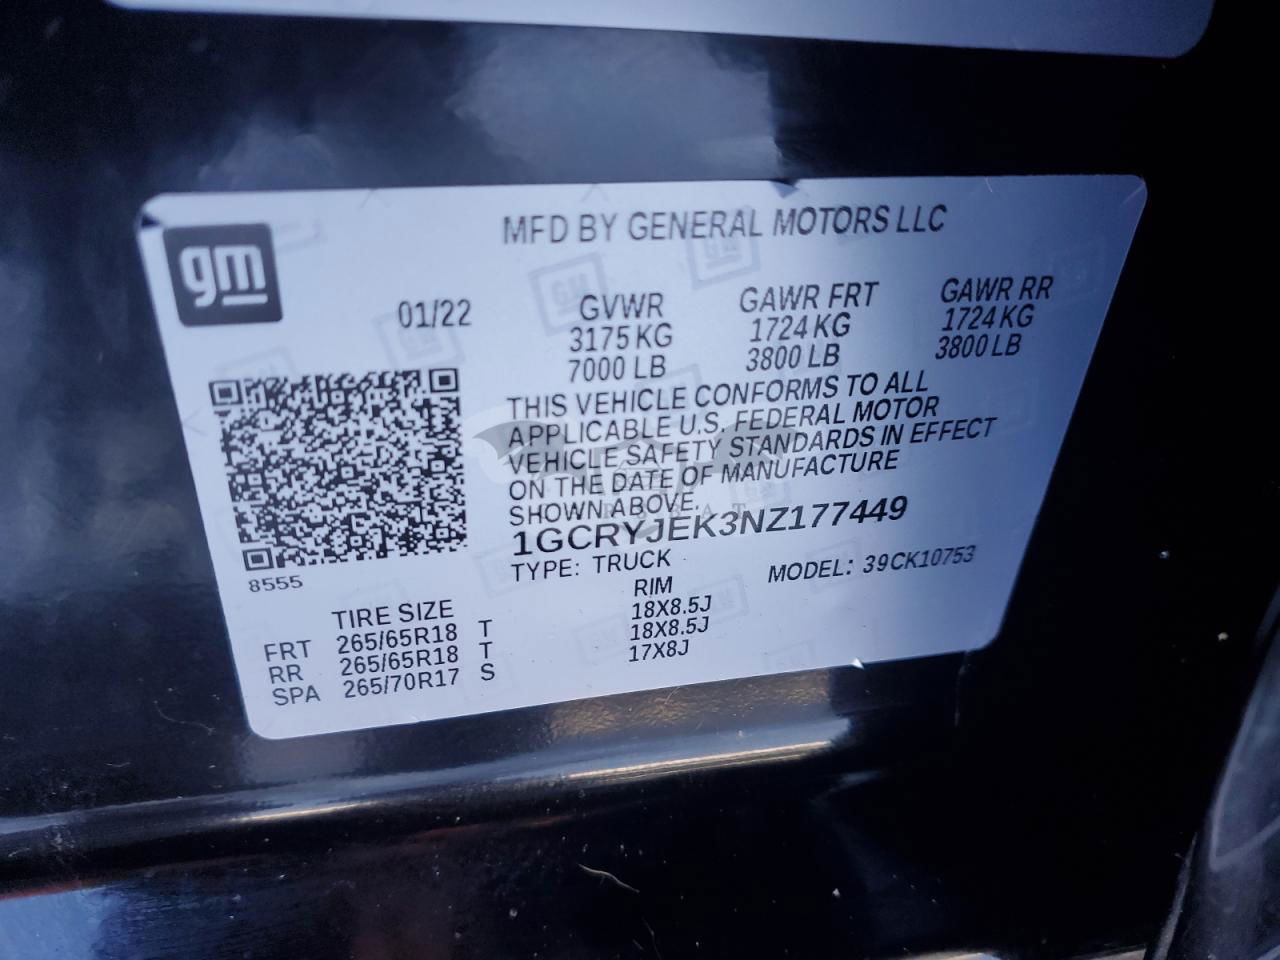 gm
MFD BY GENERAL MOTORS LLC
01/22 GVWR GAWR FRT GAWR RR
3175 KG 1724 KG 1724 KG
7000 LB 3800 LB 3800 LB
THIS VEHICLE CONFORMS TO ALL
APPLICABLE U.S. FEDERAL MOTOR
VEHICLE SAFETY STANDARDS IN EFFECT
ON THE DATE OF MANUFACTURE
SHOWN ABOVE.
1GCRYJEK3NZ177449
8555
TYPE: TRUCK MODEL: 39CK10753
TIRE SIZE RIM
FRT 265/65R18 T 18X8.5J
RR 265/65R18 T 18X8.5J
SPA 265/70R17 S 17X8J